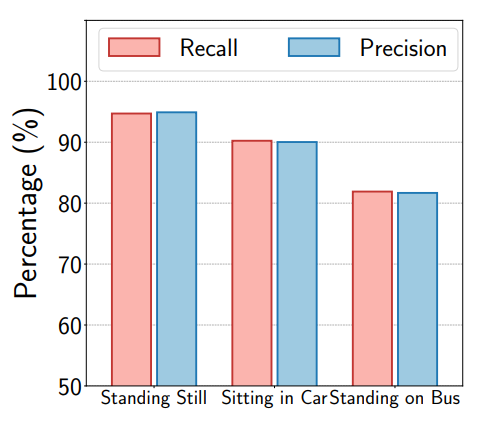 Recall Precision
Percentage (%)
100
90
80
70
60
50
Standing Still Sitting in Car Standing on Bus